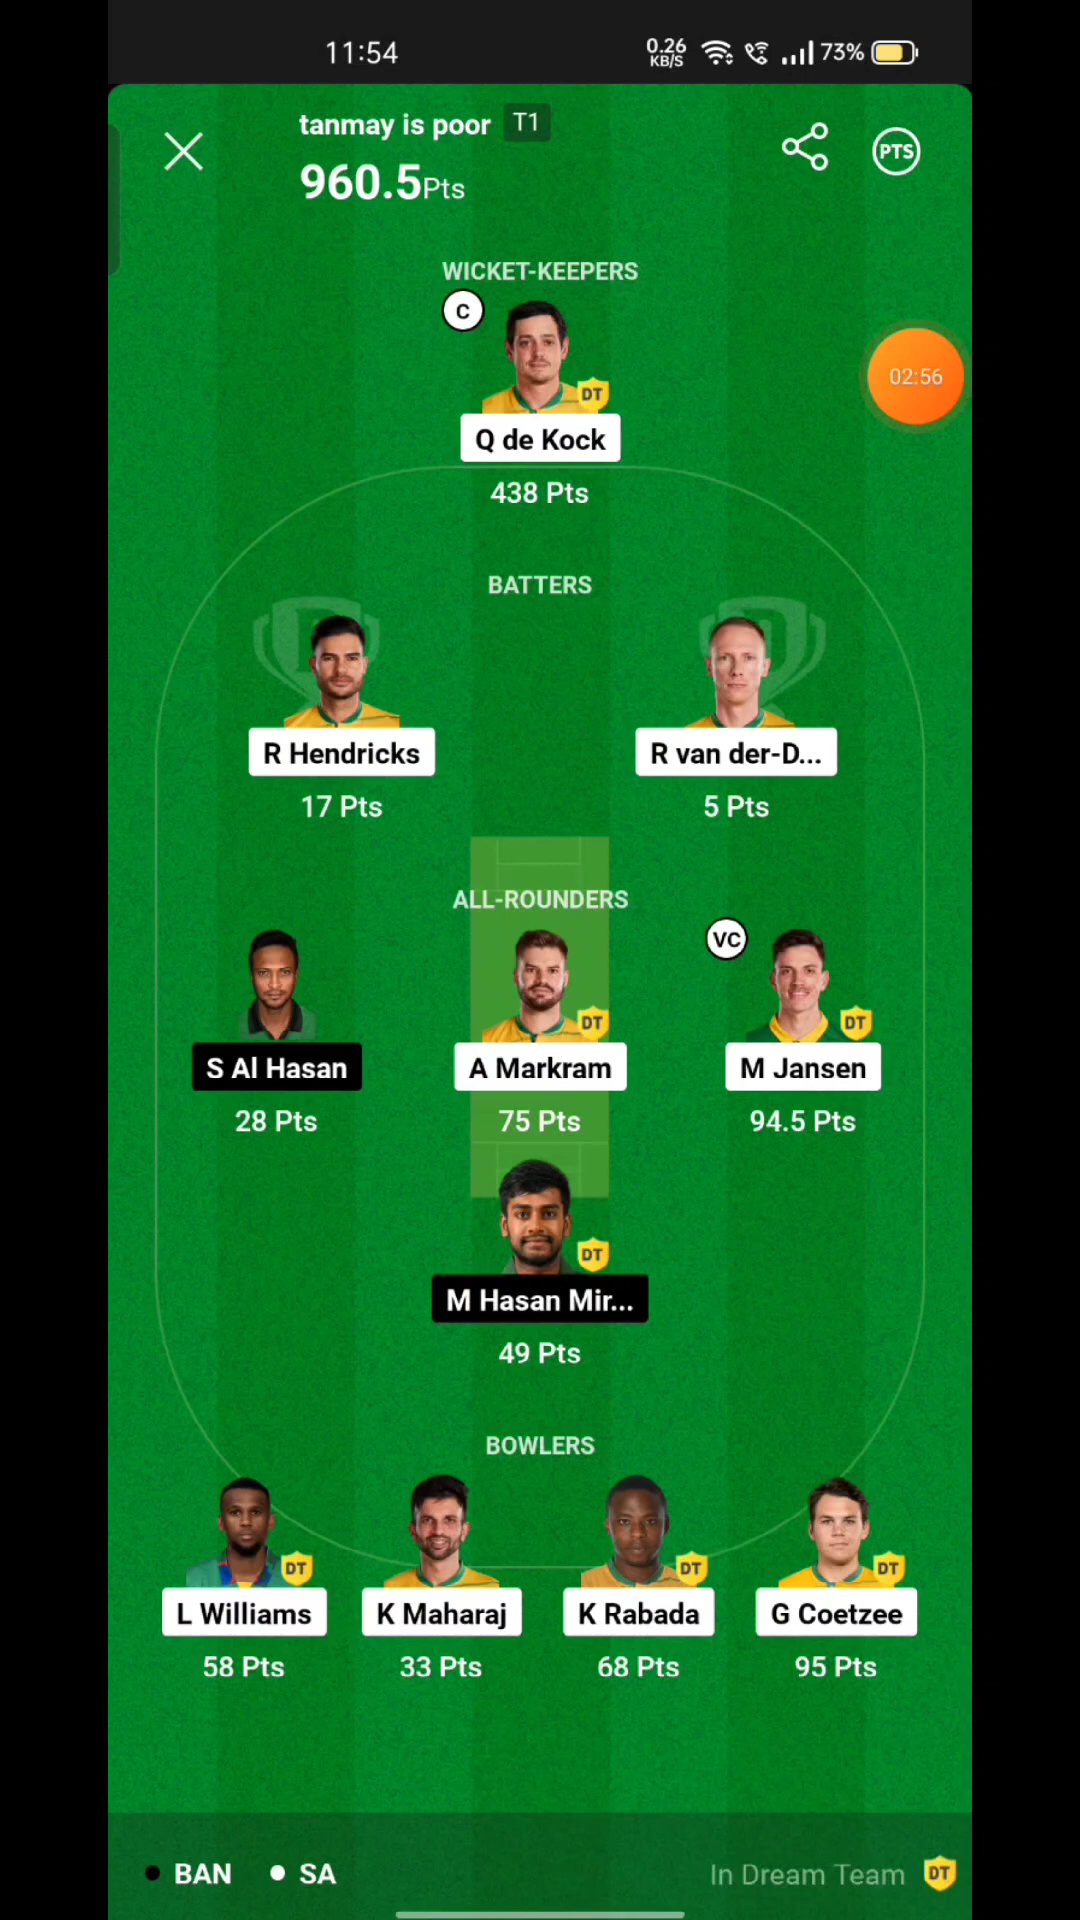 11:54
0.26
KB/S
73%
tanmay is poor T1
960.5Pts
PTS
WICKET-KEEPERS
C
DT
Q de Kock
438 Pts
02:56
BATTERS
R Hendricks
R van der-D...
17 Pts
5 Pts
ALL-ROUNDERS
VC
DT
DT
S Al Hasan
A Markram
M Jansen
28 Pts
75 Pts
94.5 Pts
DT
M Hasan Mir...
49 Pts
BOWLERS
DT
DT
DT
L Williams
K Maharaj
K Rabada
G Coetzee
58 Pts
33 Pts
68 Pts
95 Pts
BAN
SA
In Dream Team DT